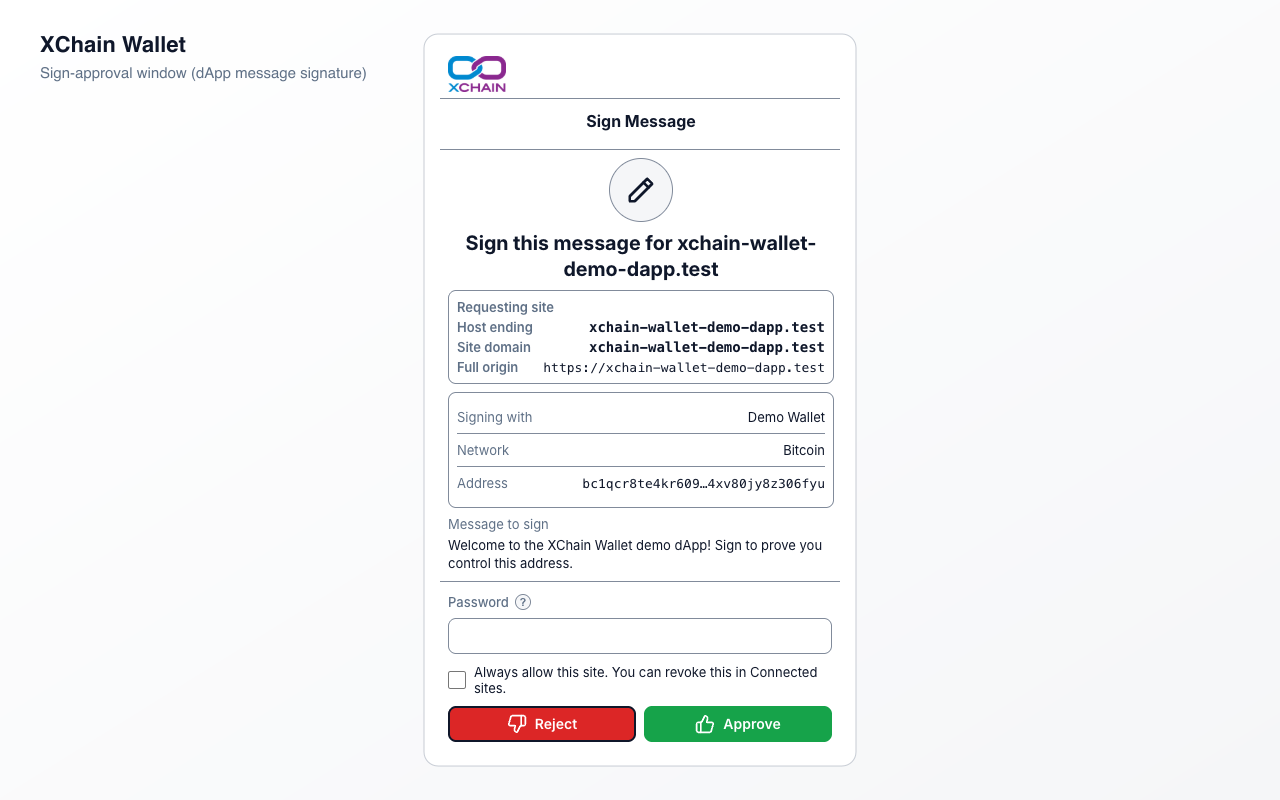 XChain Wallet
Sign-approval window (dApp message signature)
XCHAIN
Sign Message
Sign this message for xchain-wallet-
demo-dapp.test
Requesting site
Host ending xchain-wallet-demo-dapp.test
Site domain xchain-wallet-demo-dapp.test
Full origin https://xchain-wallet-demo-dapp.test
Signing with Demo Wallet
Network Bitcoin
Address bc1qcr8te4kr609…4xv80jy8z306fyu
Message to sign
Welcome to the XChain Wallet demo dApp! Sign to prove you
control this address.
Password ?
Always allow this site. You can revoke this in Connected
sites.
Reject Approve